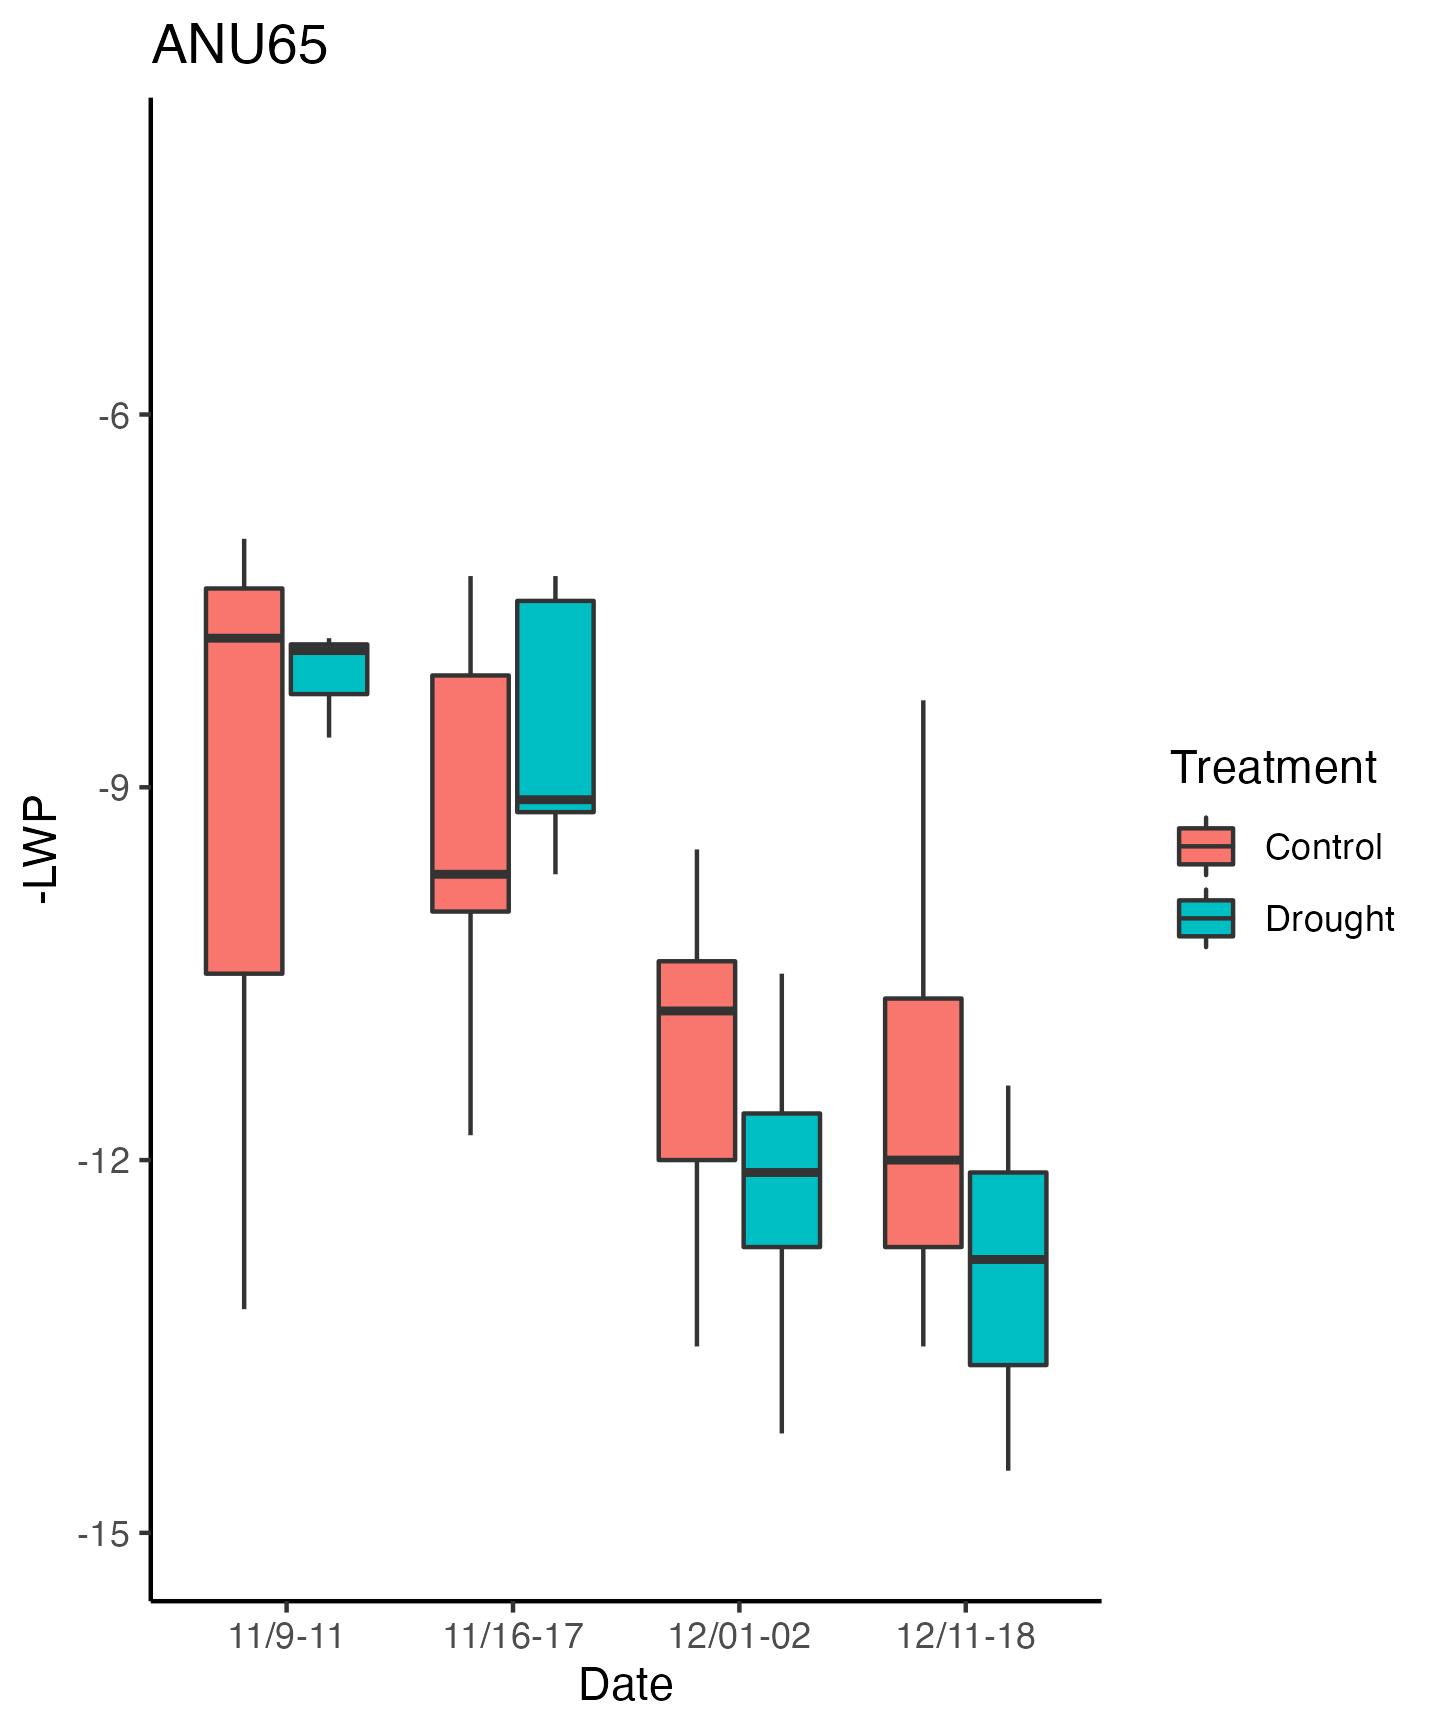 ANU65
-6
-9
-12
-15
-LWP
11/9-11
11/16-17
12/01-02
12/11-18
Date
Treatment
Control
Drought